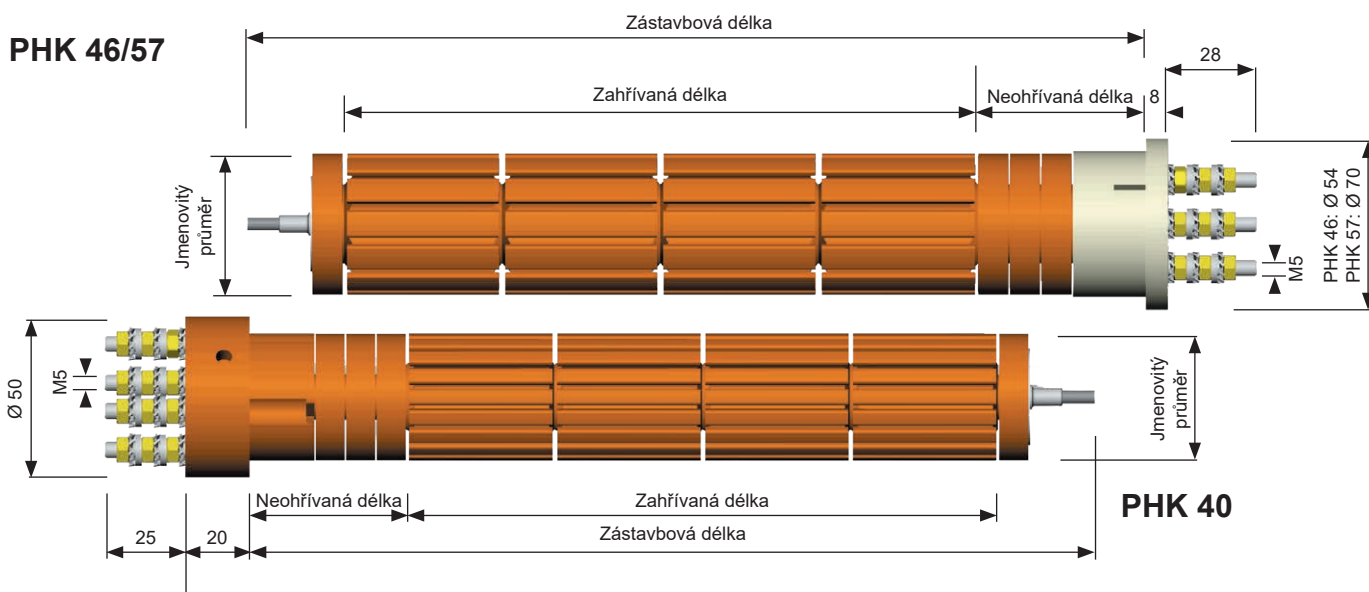 Zástavbová délka
PHK 46/57
28
Zahřívaná délka
Neohřívaná délka
8
Jmenovitý
průměr
M5
PHK 46: Ø 54
PHK 57: Ø 70
Ø 50
M5
Jmenovitý
průměr
Neohřívaná délka
Zahřívaná délka
PHK 40
25
20
Zástavbová délka